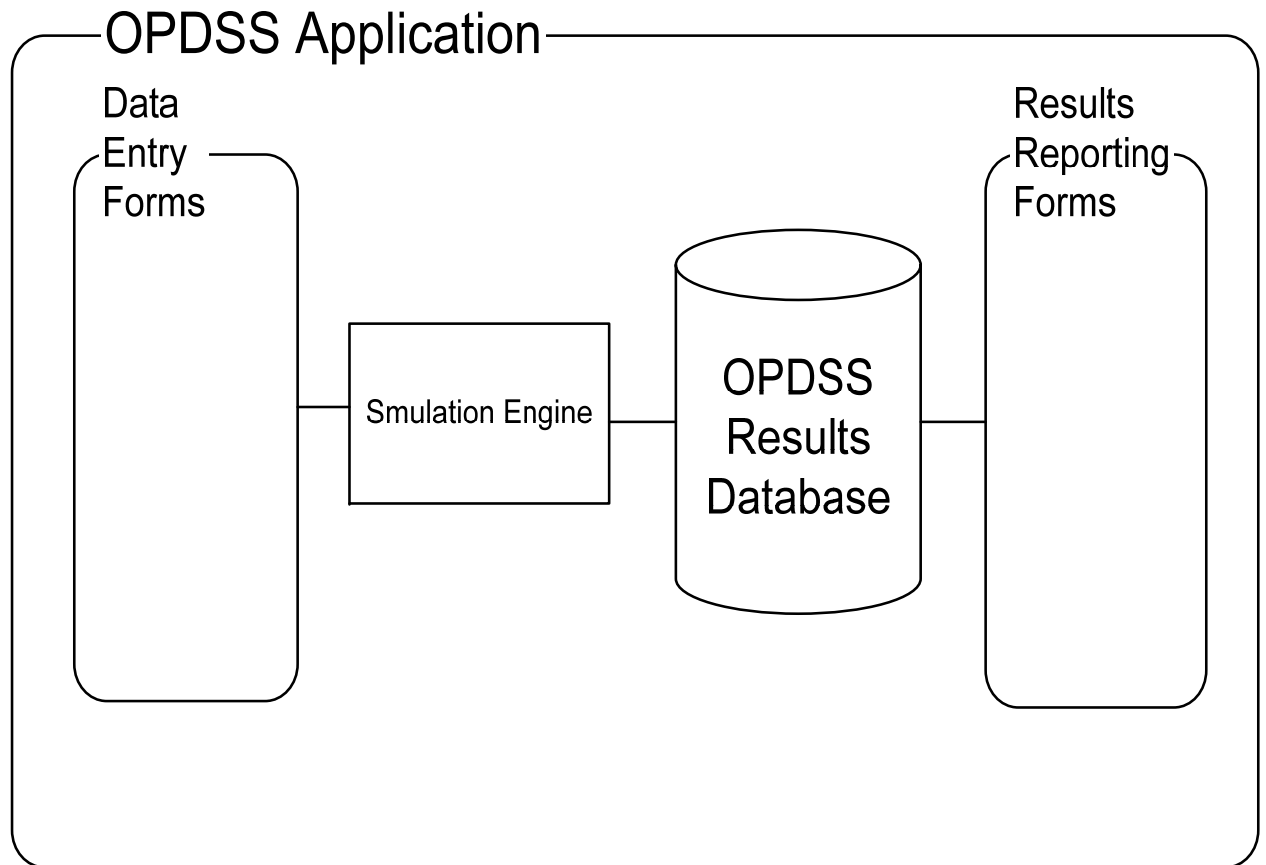 OPDSS Application
Data
Entry
Forms
Smulation Engine
OPDSS
Results
Database
Results
Reporting
Forms